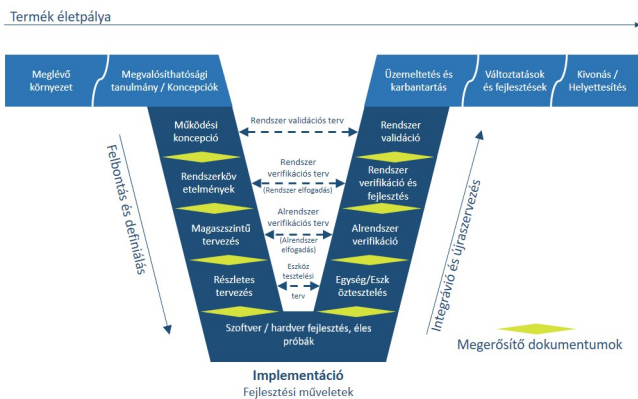 Termék életpálya
Meglévő
környezet
Megvalósíthatósági
tanulmány / Koncepciók
Üzemeltetés és
karbantartás
Változtatások
és fejlesztések
Kivonás /
Helyettesítés
Működési
koncepció
Rendszer validációs terv
Rendszer
validáció
Rendszerköv
etelmények
Rendszer
verifikációs terv
(Rendszer elfogadás)
Rendszer
verifikáció és
fejlesztés
Magaszszintű
tervezés
Alrendszer
verifikációs terv
(Alrendszer
elfogadás)
Alrendszer
verifikáció
Részletes
tervezés
Eszköz
tesztelési
terv
Egység/Eszk
öztesztelés
Szoftver / hardver fejlesztés, éles
próbák
Felbontás és definiálás
Integrávió és újraszervezés
Megerősítő dokumentumok
Implementáció
Fejlesztési műveletek